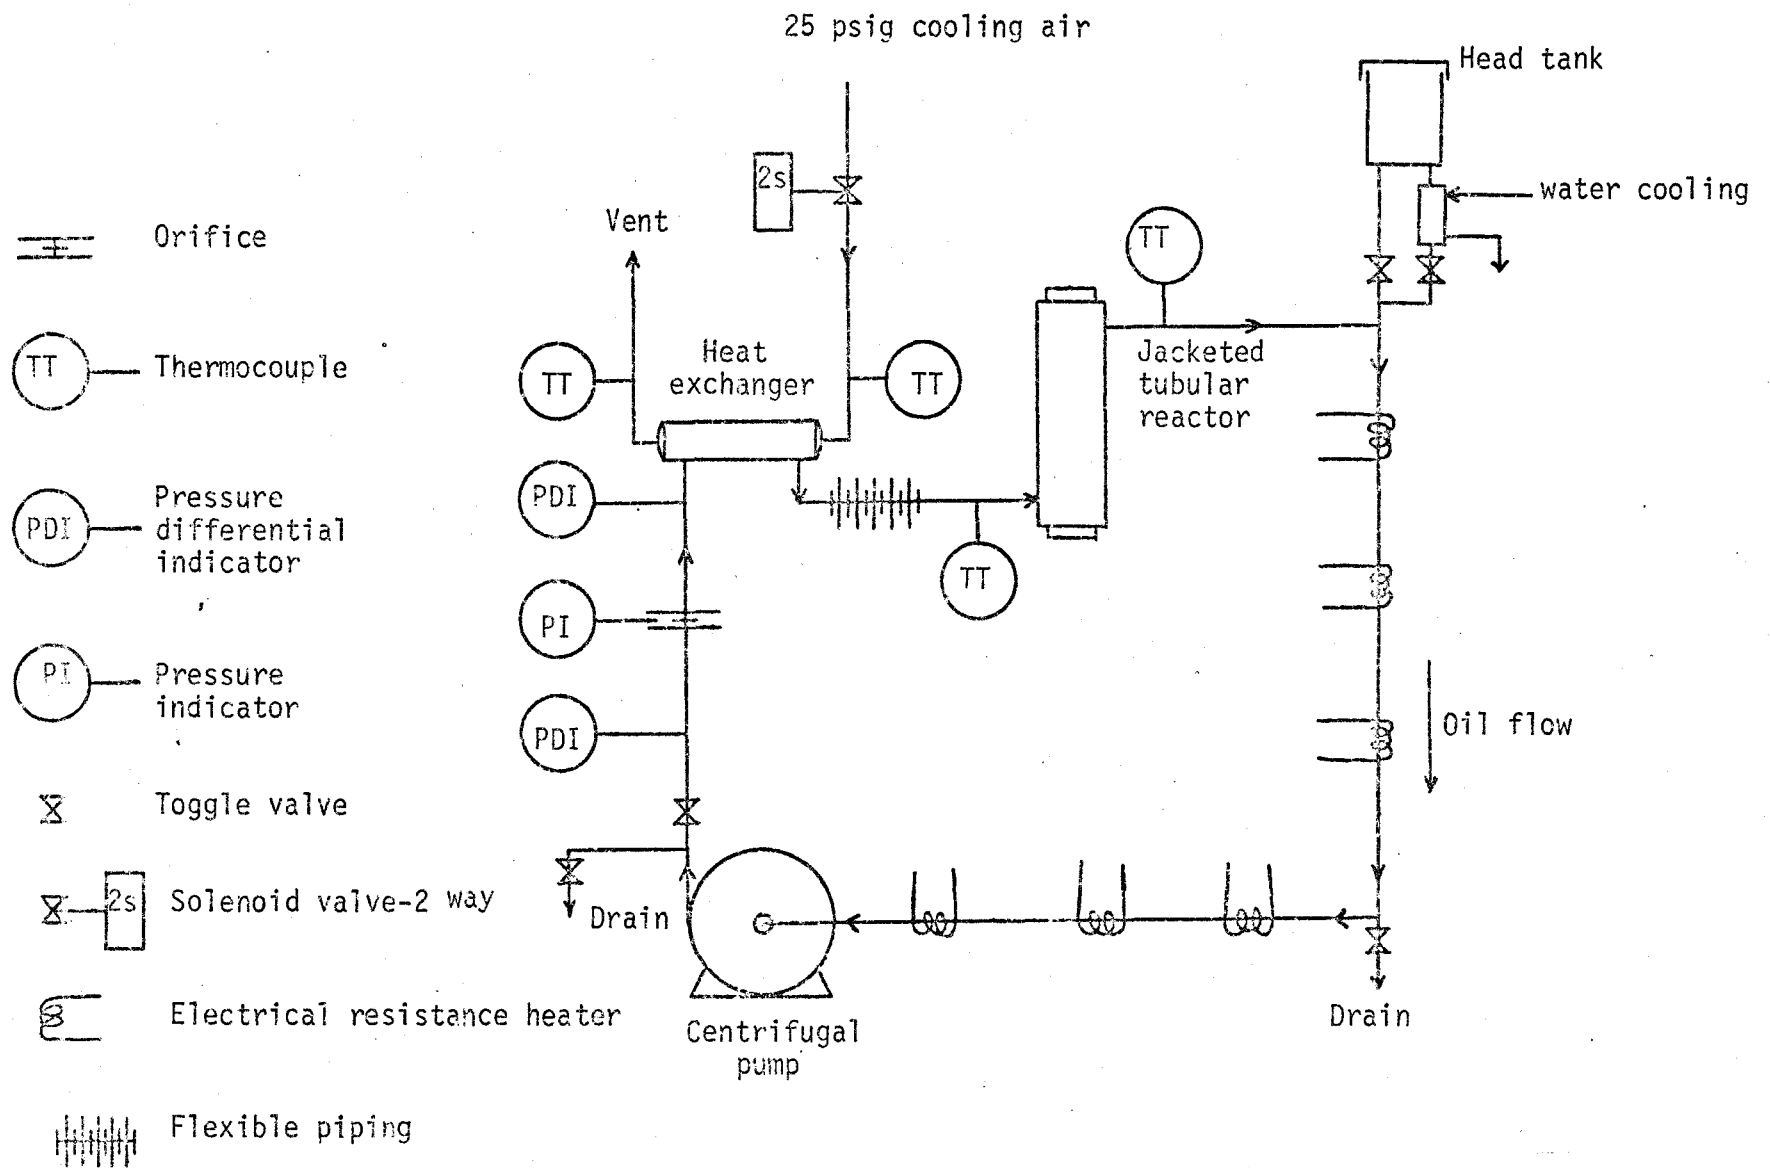 25 psig cooling air
Head tank
2s
water cooling
Vent
TT
Orifice
Heat
exchanger
TT
TT
TT
Thermocouple
Jacketed
tubular
reactor
PDI
PDI
Pressure
differential
indicator
TT
PI
PI
Pressure
indicator
PDI
Oil flow
Toggle valve
2s
Solenoid valve-2 way
Drain
Electrical resistance heater
Centrifugal
pump
Drain
Flexible piping